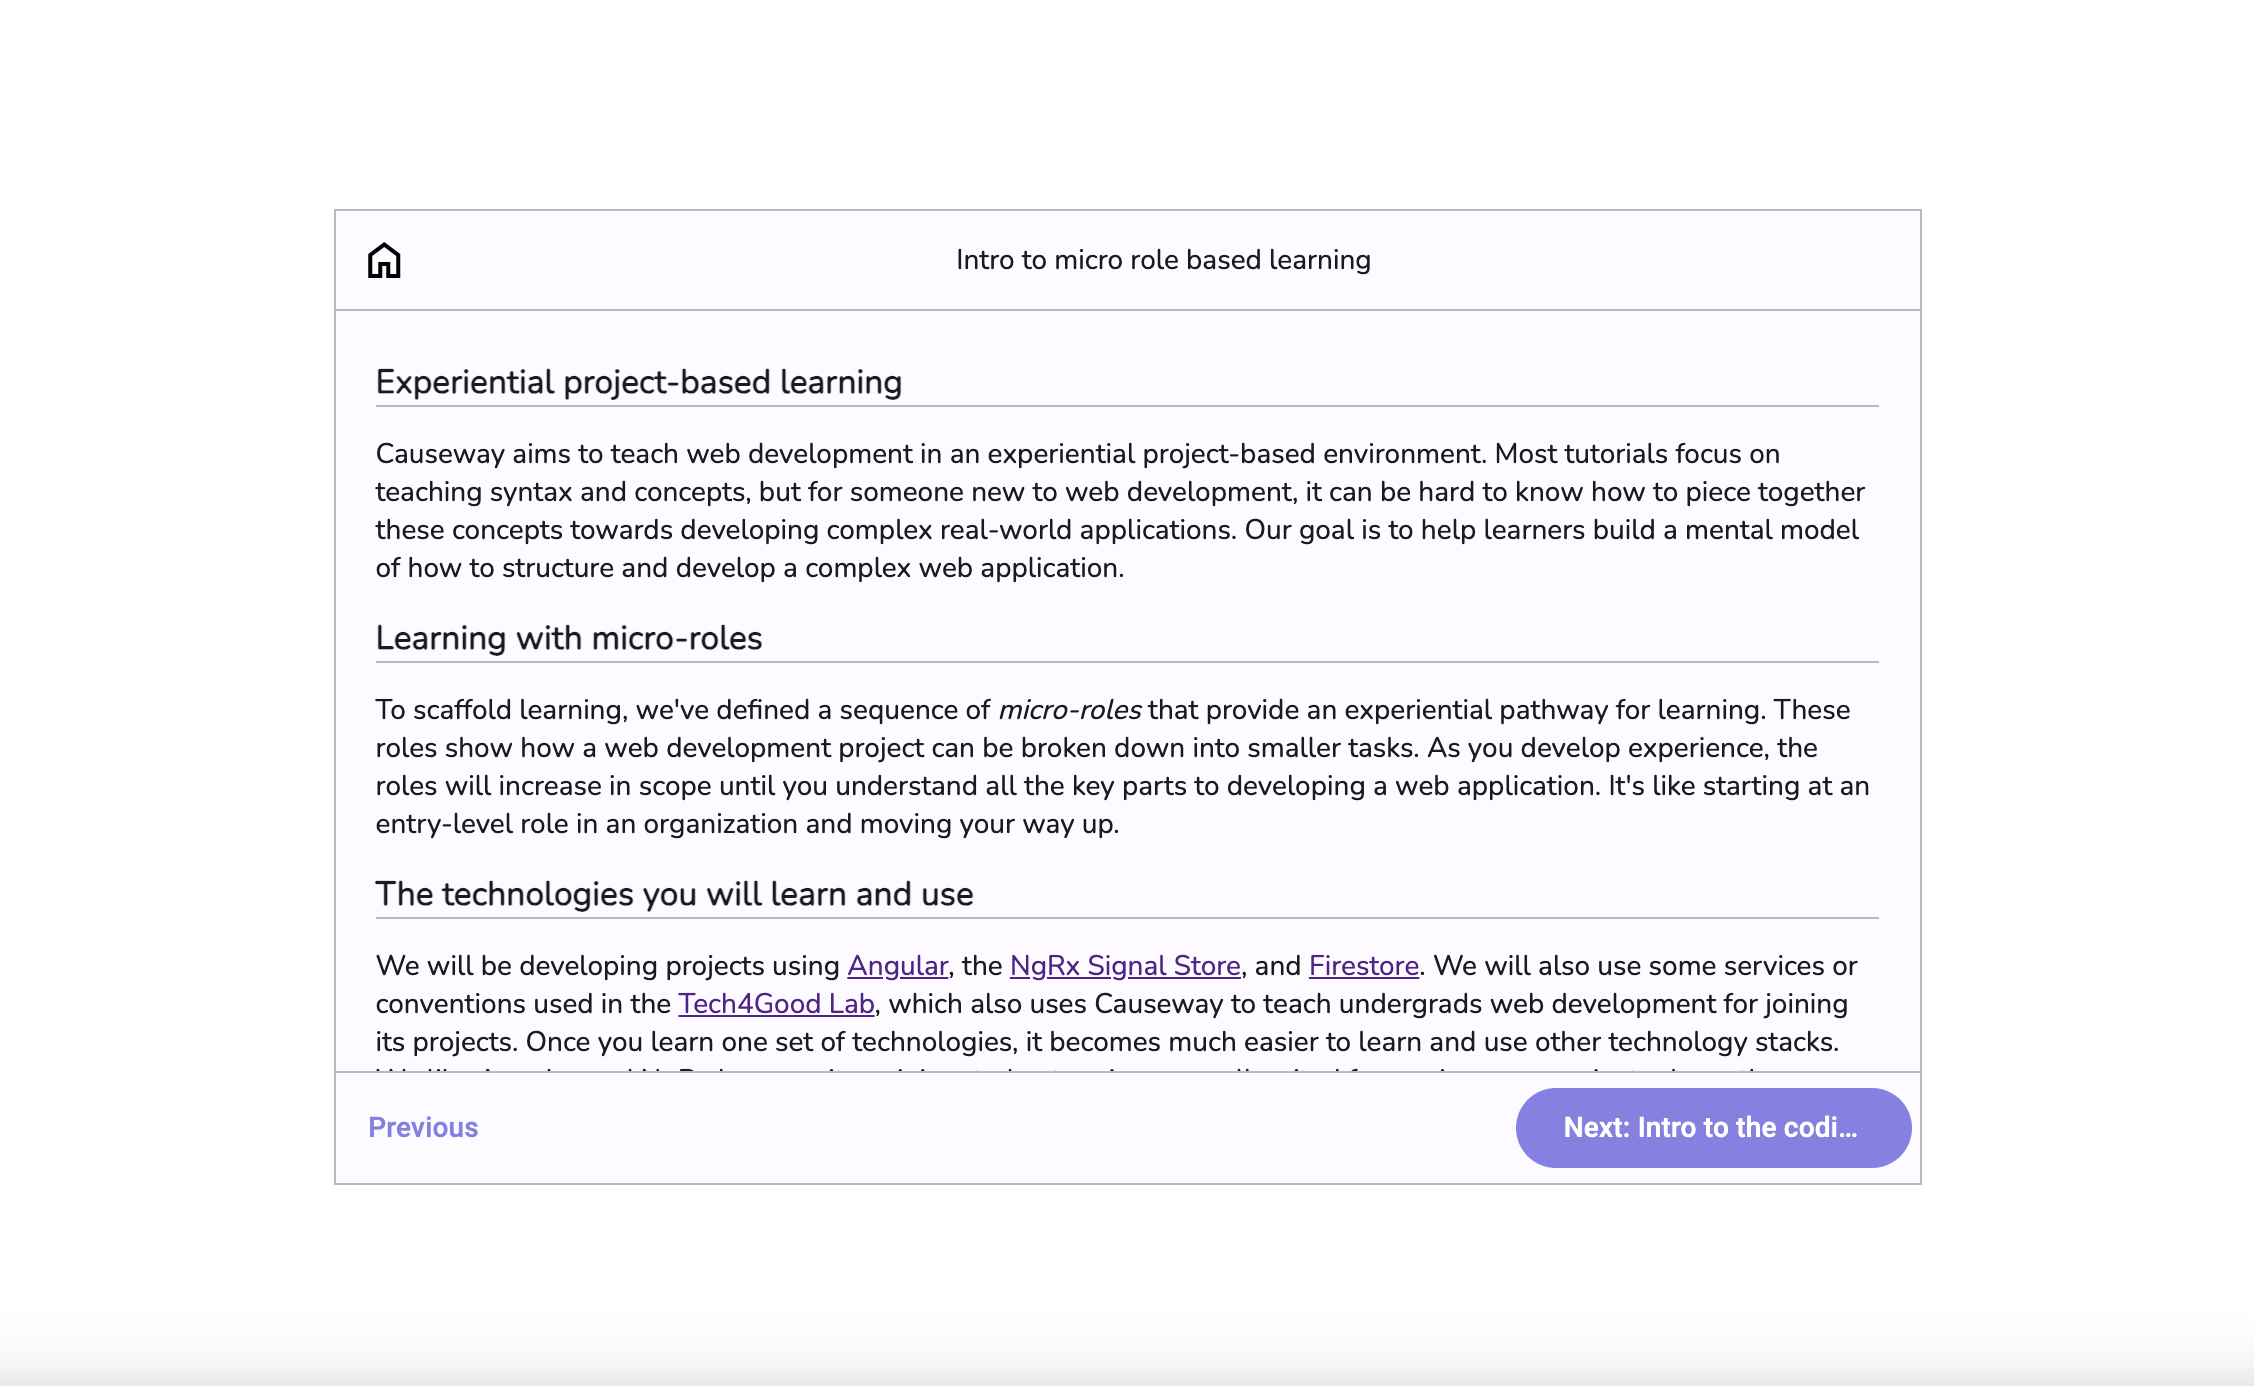 Intro to micro role based learning
Experiential project-based learning
Causeway aims to teach web development in an experiential project-based environment. Most tutorials focus on
teaching syntax and concepts, but for someone new to web development, it can be hard to know how to piece together
these concepts towards developing complex real-world applications. Our goal is to help learners build a mental model
of how to structure and develop a complex web application.
Learning with micro-roles
To scaffold learning, we've defined a sequence of micro-roles that provide an experiential pathway for learning. These
roles show how a web development project can be broken down into smaller tasks. As you develop experience, the
roles will increase in scope until you understand all the key parts to developing a web application. It's like starting at an
entry-level role in an organization and moving your way up.
The technologies you will learn and use
We will be developing projects using Angular, the NgRx Signal Store, and Firestore. We will also use some services or
conventions used in the Tech4Good Lab, which also uses Causeway to teach undergrads web development for joining
its projects. Once you learn one set of technologies, it becomes much easier to learn and use other technology stacks.
Previous
Next: Intro to the codi...